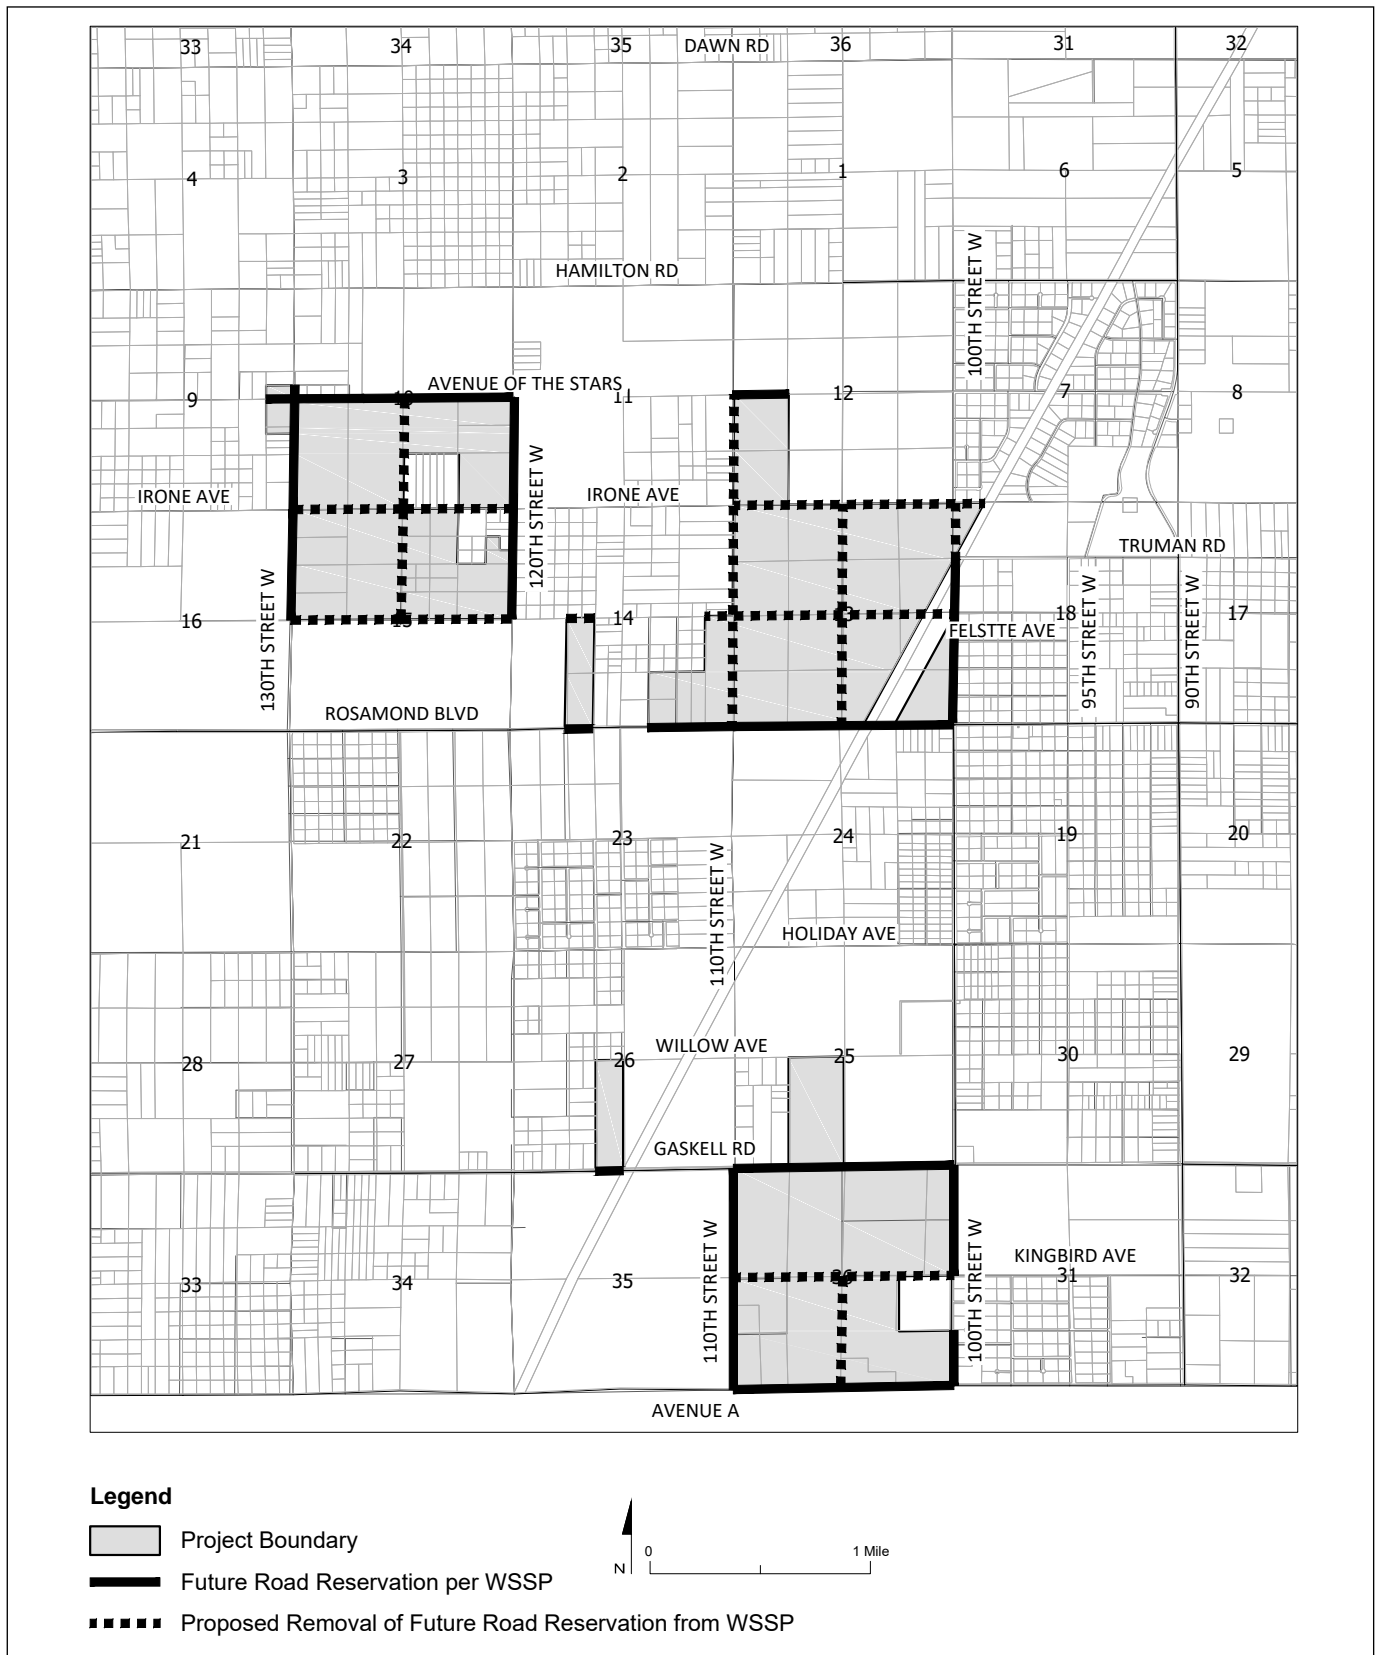 33
34
35
DAWN RD
36
31
32
4
3
2
1
6
5
HAMILTON RD
100TH STREET W
AVENUE OF THE STARS
9
10
11
12
7
8
IRONE AVE
120TH STREET W
IRONE AVE
TRUMAN RD
130TH STREET W
16
15
14
13
FELSTTE AVE
18
95TH STREET W
90TH STREET W
17
ROSAMOND BLVD
21
22
23
24
19
20
110TH STREET W
HOLIDAY AVE
28
27
26
WILLOW AVE
25
30
29
GASKELL RD
110TH STREET W
100TH STREET W
KINGBIRD AVE
33
34
35
36
31
32
AVENUE A
Legend
Project Boundary
Future Road Reservation per WSSP
Proposed Removal of Future Road Reservation from WSSP
N
0
1 Mile